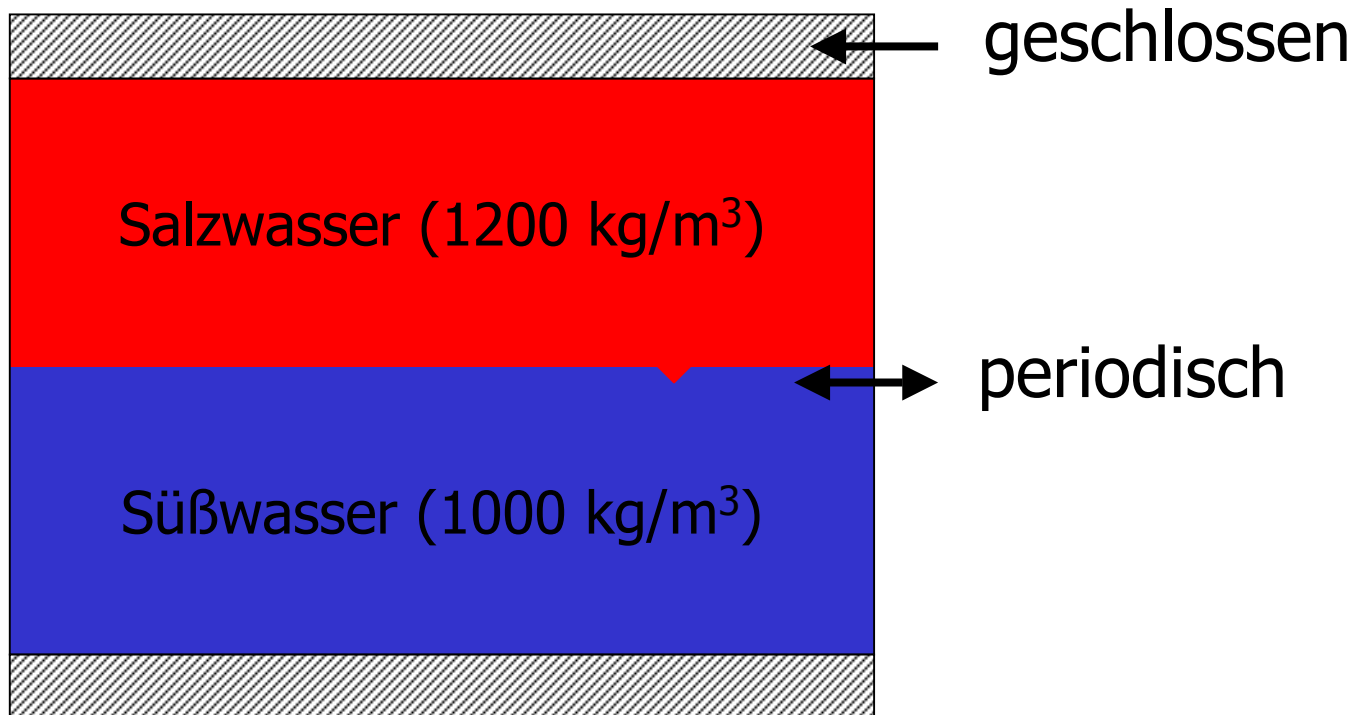 geschlossen
Salzwasser (1200 kg/m³)
periodisch
Süßwasser (1000 kg/m³)